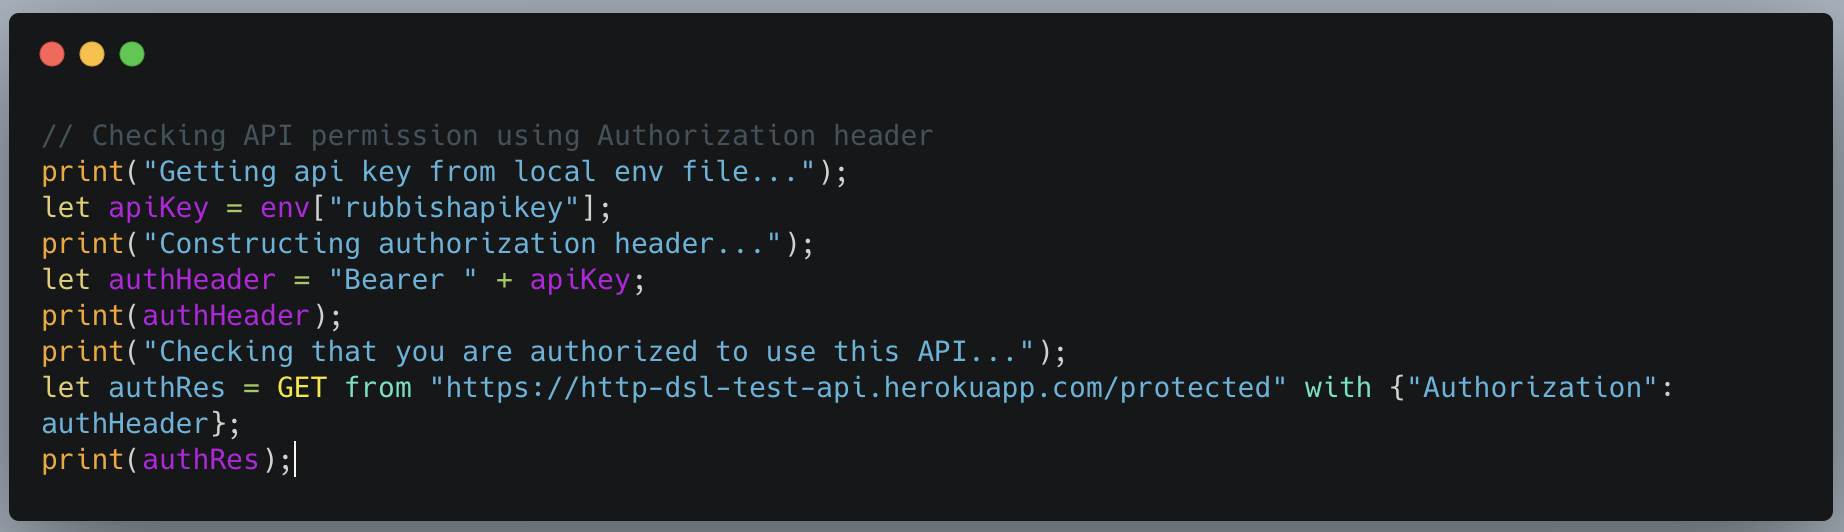 // Checking API permission using Authorization header
print("Getting api key from local env file...");
let apiKey = env["rubbishapikey"];
print("Constructing authorization header...");
let authHeader = "Bearer " + apiKey;
print(authHeader);
print("Checking that you are authorized to use this API...");
let authRes = GET from "https://http-dsl-test-api.herokuapp.com/protected" with {"Authorization":
authHeader};
print(authRes);